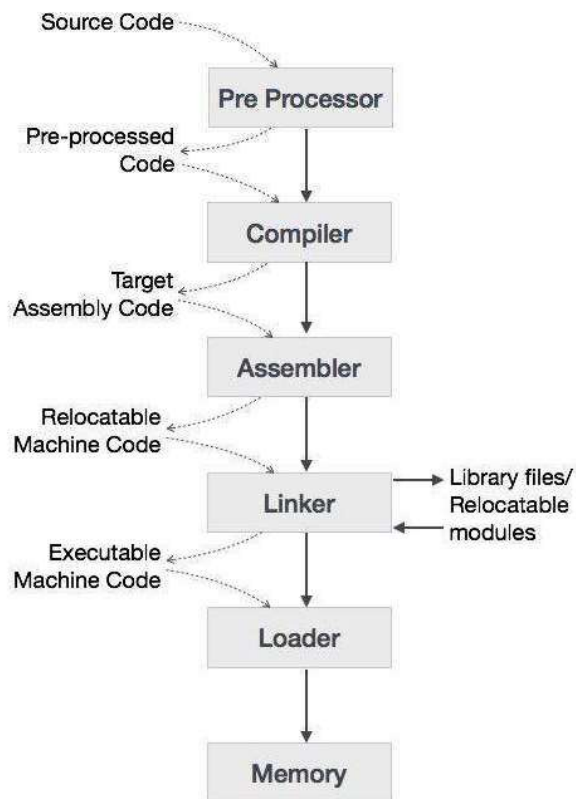 Source Code
Pre Processor
Pre-processed
Code
Compiler
Target
Assembly Code
Assembler
Relocatable
Machine Code
Linker
Library files/
Relocatable
modules
Executable
Machine Code
Loader
Memory